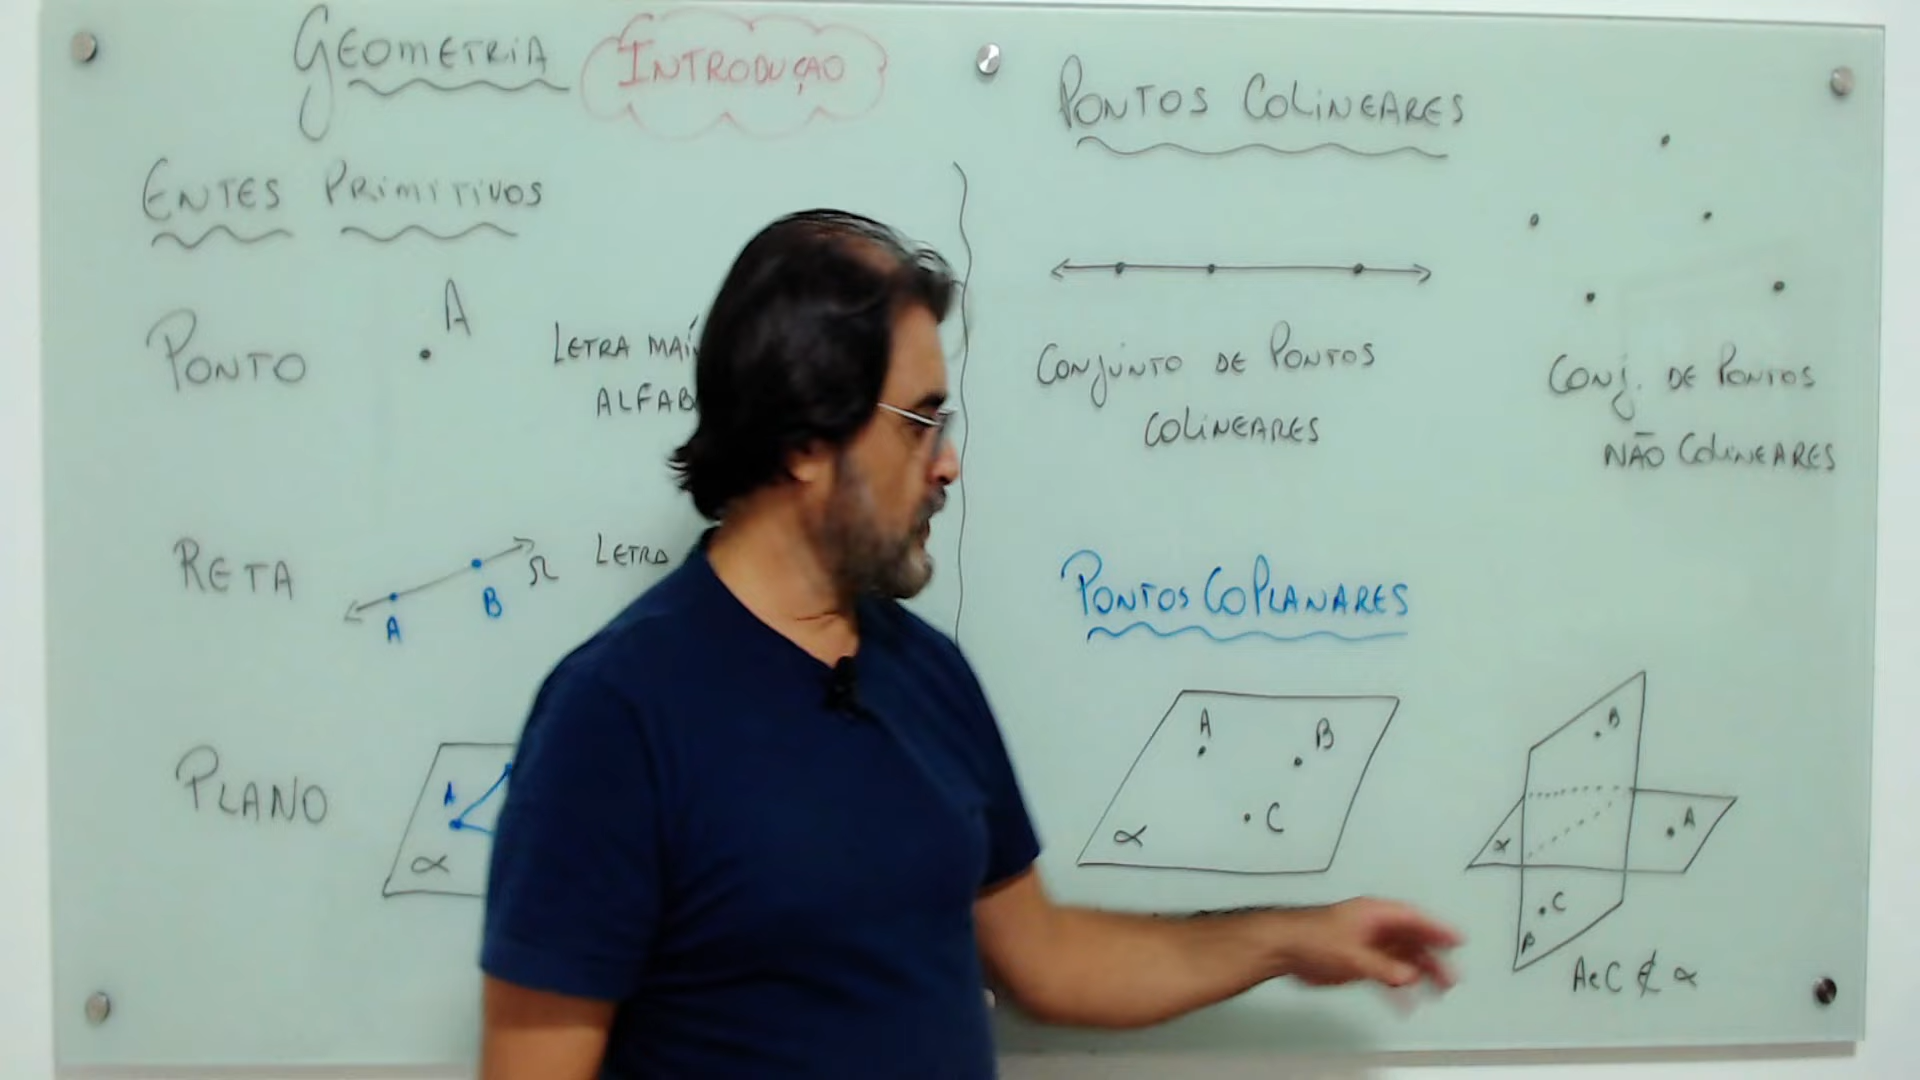 GEOMETRIA INTRODUÇÃO
ENTES PRIMITIVOS
PONTO
A
LETRA MAÍ
ALFAB
RETA
A
B
r
LETRA
PLANO
A
α
PONTOS COLINEARES
CONJUNTO DE PONTOS
COLINEARES
CONJ. DE PONTOS
NÃO COLINEARES
PONTOS COPLANARES
A
B
C
α
B
A
α
C
β
A e C ∉ α